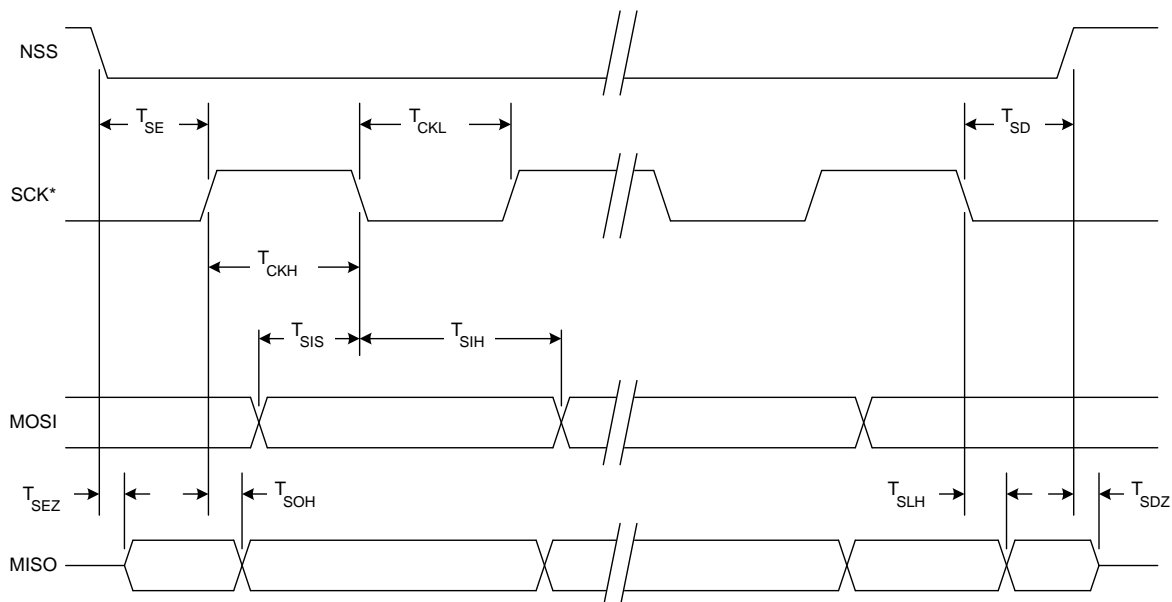 NSS
T_SE
T_CKL
T_SD
SCK*
T_CKH
T_SIS
T_SIH
MOSI
T_SEZ
T_SOH
T_SLH
T_SDZ
MISO